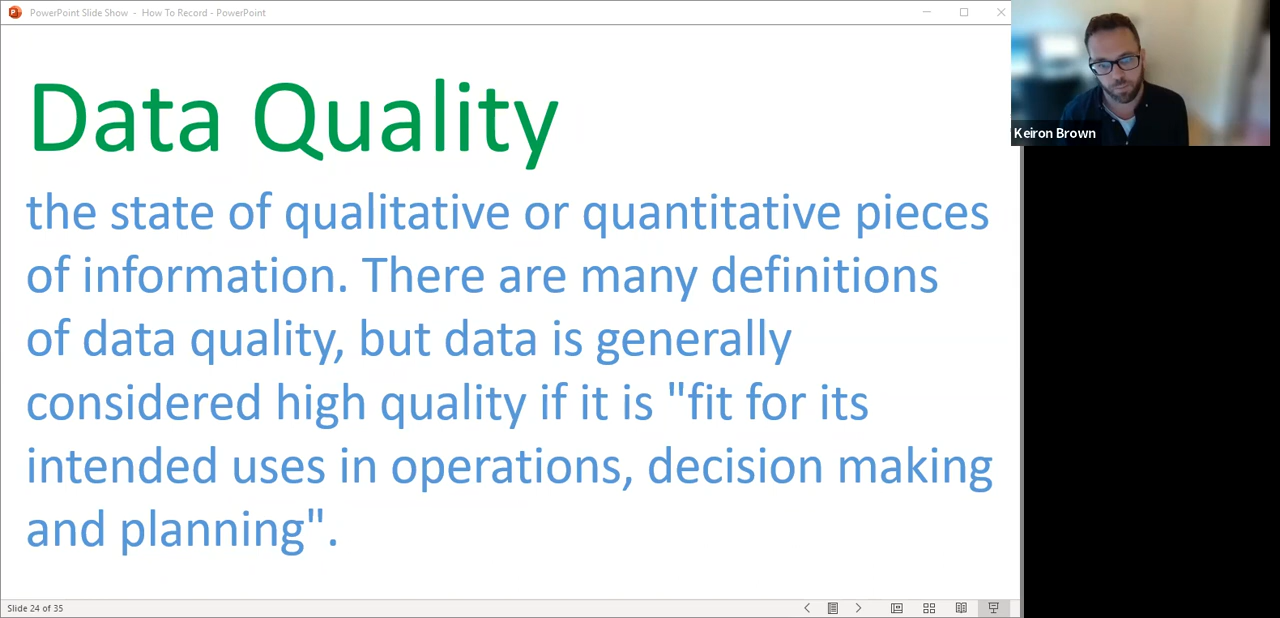 PowerPoint Slide Show - How To Record - PowerPoint
Keiron Brown
Data Quality
the state of qualitative or quantitative pieces
of information. There are many definitions
of data quality, but data is generally
considered high quality if it is "fit for its
intended uses in operations, decision making
and planning".
Slide 24 of 35